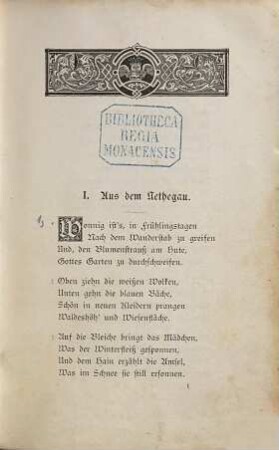 BIBLIOTHECA
REGIA
MONACENSIS
I. Aus dem Nethegau.
Wonnig ist's, in Frühlingstagen
Nach dem Wanderstab zu greifen
Und, den Blumenstrauß am Hute,
Gottes Garten zu durchschweifen.
Oben ziehn die weißen Wolken,
Unten gehn die blauen Bäche,
Schön in neuen Kleidern prangen
Waldeshöh' und Wiesenfläche.
Auf die Bleiche bringt das Mädchen,
Was der Winterfleiß gesponnen,
Und dem Hain erzählt die Amsel,
Was im Schnee sie still ersonnen.
1